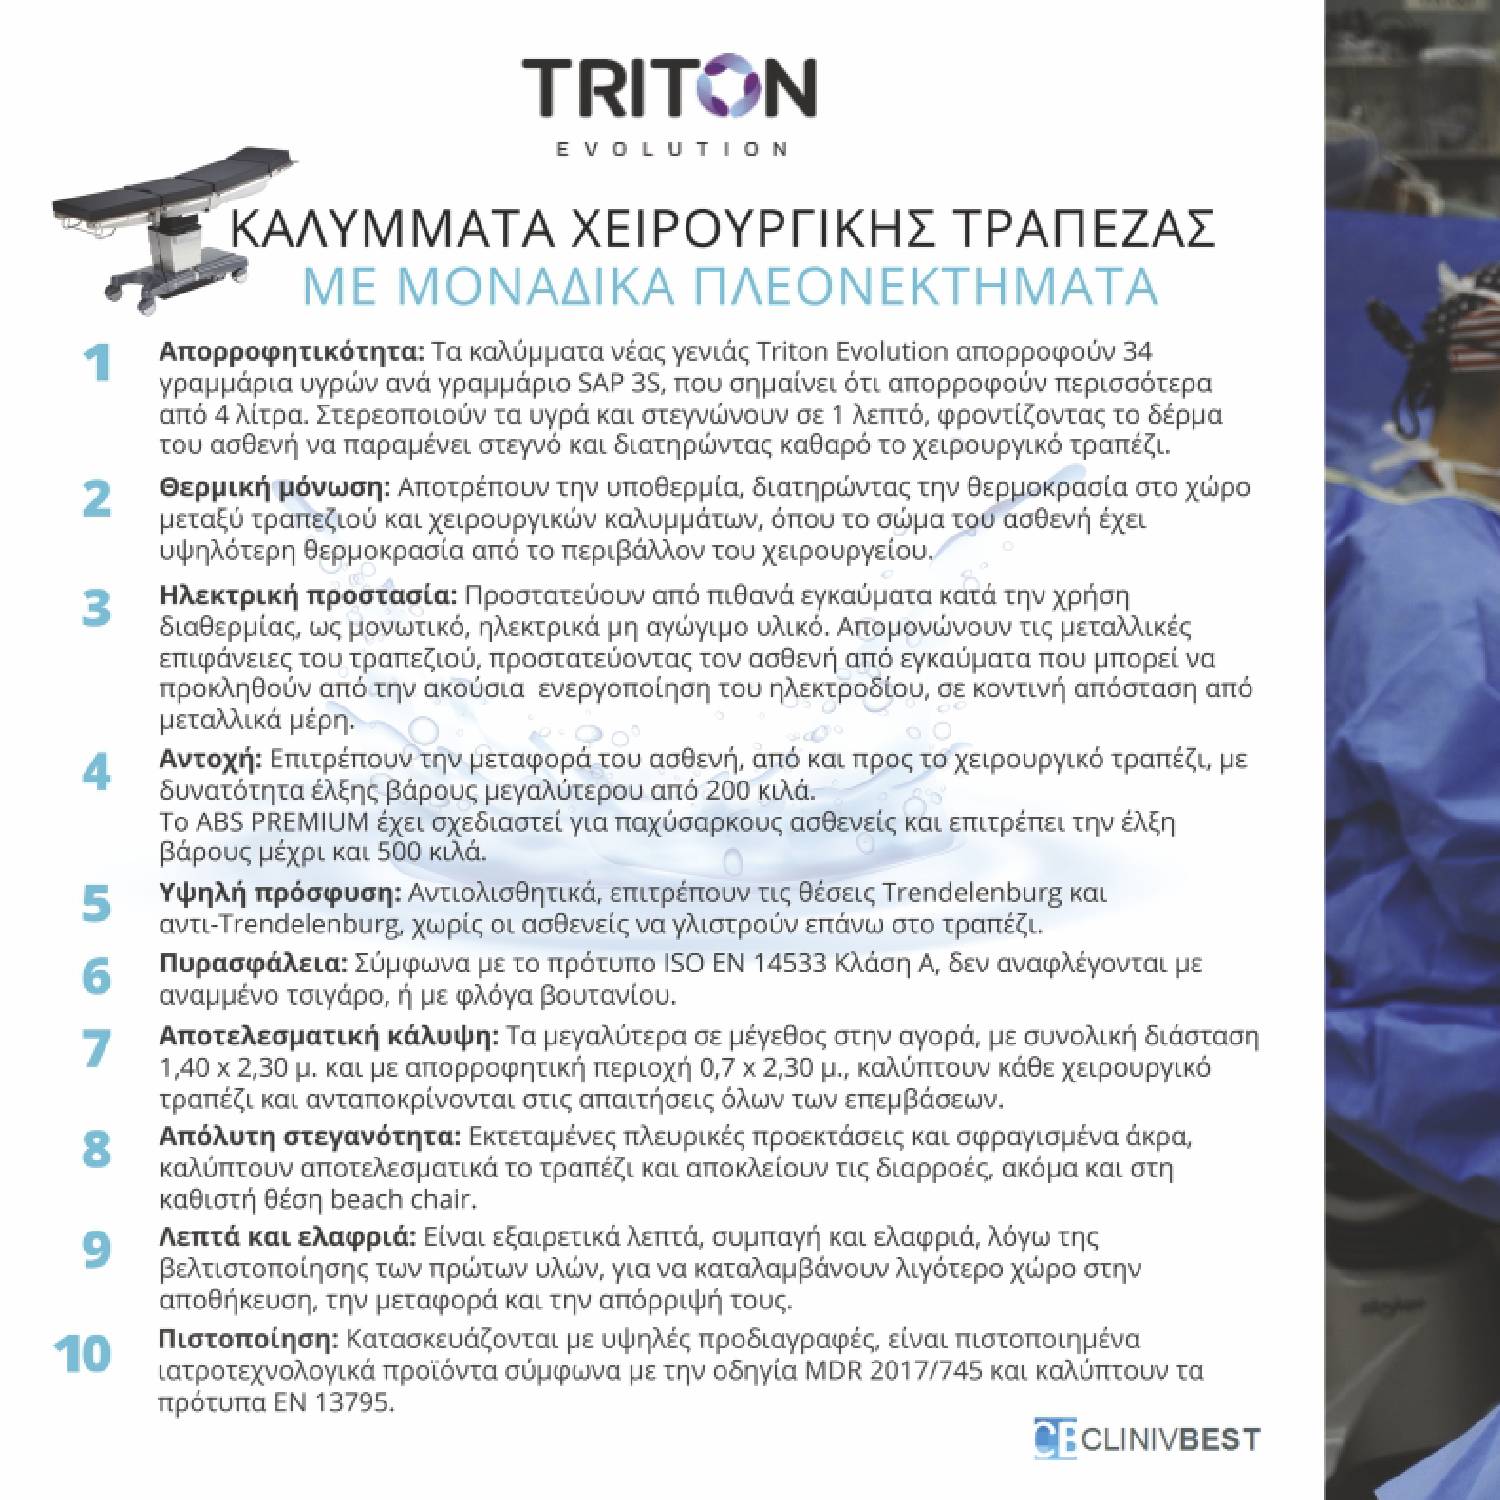 TRITON
EVOLUTION
ΚΑΛΥΜΜΑΤΑ ΧΕΙΡΟΥΡΓΙΚΗΣ ΤΡΑΠΕΖΑΣ
ΜΕ ΜΟΝΑΔΙΚΑ ΠΛΕΟΝΕΚΤΗΜΑΤΑ
1 Απορροφητικότητα: Τα καλύμματα νέας γενιάς Triton Evolution απορροφούν 34
γραμμάρια υγρών ανά γραμμάριο SAP 3S, που σημαίνει ότι απορροφούν περισσότερα
από 4 λίτρα. Στερεοποιούν τα υγρά και στεγνώνουν σε 1 λεπτό, φροντίζοντας το δέρμα
του ασθενή να παραμένει στεγνό και διατηρώντας καθαρό το χειρουργικό τραπέζι.
2 Θερμική μόνωση: Αποτρέπουν την υποθερμία, διατηρώντας την θερμοκρασία στο χώρο
μεταξύ τραπεζιού και χειρουργικών καλυμμάτων, όπου το σώμα του ασθενή έχει
υψηλότερη θερμοκρασία από το περιβάλλον του χειρουργείου.
3 Ηλεκτρική προστασία: Προστατεύουν από πιθανά εγκαύματα κατά την χρήση
διαθερμίας, ως μονωτικό, ηλεκτρικά μη αγώγιμο υλικό. Απομονώνουν τις μεταλλικές
επιφάνειες του τραπεζιού, προστατεύοντας τον ασθενή από εγκαύματα που μπορεί να
προκληθούν από την ακούσια ενεργοποίηση του ηλεκτροδίου, σε κοντινή απόσταση από
μεταλλικά μέρη.
4 Αντοχή: Επιτρέπουν την μεταφορά του ασθενή, από και προς το χειρουργικό τραπέζι, με
δυνατότητα έλξης βάρους μεγαλύτερου από 200 κιλά.
Το ABS PREMIUM έχει σχεδιαστεί για παχύσαρκους ασθενείς και επιτρέπει την έλξη
βάρους μέχρι και 500 κιλά.
5 Υψηλή πρόσφυση: Αντιολισθητικά, επιτρέπουν τις θέσεις Trendelenburg και
αντι-Trendelenburg, χωρίς οι ασθενείς να γλιστρούν επάνω στο τραπέζι.
6 Πυρασφάλεια: Σύμφωνα με το πρότυπο ISO EN 14533 Κλάση Α, δεν αναφλέγονται με
αναμμένο τσιγάρο, ή με φλόγα βουτανίου.
7 Αποτελεσματική κάλυψη: Τα μεγαλύτερα σε μέγεθος στην αγορά, με συνολική διάσταση
1,40 x 2,30 μ. και με απορροφητική περιοχή 0,7 x 2,30 μ., καλύπτουν κάθε χειρουργικό
τραπέζι και ανταποκρίνονται στις απαιτήσεις όλων των επεμβάσεων.
8 Απόλυτη στεγανότητα: Εκτεταμένες πλευρικές προεκτάσεις και σφραγισμένα άκρα,
καλύπτουν αποτελεσματικά το τραπέζι και αποκλείουν τις διαρροές, ακόμα και στη
καθιστή θέση beach chair.
9 Λεπτά και ελαφριά: Είναι εξαιρετικά λεπτά, συμπαγή και ελαφριά, λόγω της
βελτιστοποίησης των πρώτων υλών, για να καταλαμβάνουν λιγότερο χώρο στην
αποθήκευση, την μεταφορά και την απόρριψή τους.
10 Πιστοποίηση: Κατασκευάζονται με υψηλές προδιαγραφές, είναι πιστοποιημένα
ιατροτεχνολογικά προϊόντα σύμφωνα με την οδηγία MDR 2017/745 και καλύπτουν τα
πρότυπα EN 13795.
CB CLINIVBEST